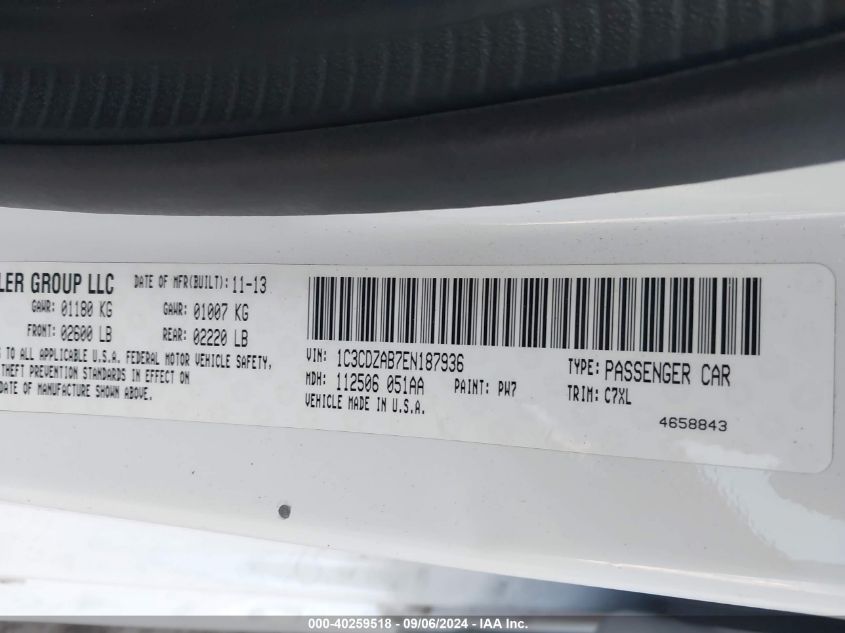 LER GROUP LLC DATE OF MFR(BUILT): 11-13
GAWR: 01180 KG GAWR: 01007 KG
FRONT: 02600 LB REAR: 02220 LB
TO ALL APPLICABLE U.S.A. FEDERAL MOTOR VEHICLE SAFETY,
THEFT PREVENTION STANDARDS IN EFFECT ON
DATE OF MANUFACTURE SHOWN ABOVE.
VIN: 1C3CDZAB7EN187936 TYPE: PASSENGER CAR
MDH: 112506 051AA PAINT: PW7 TRIM: C7XL
VEHICLE MADE IN U.S.A.
4658843
000-40259518 - 09/06/2024 - IAA Inc.